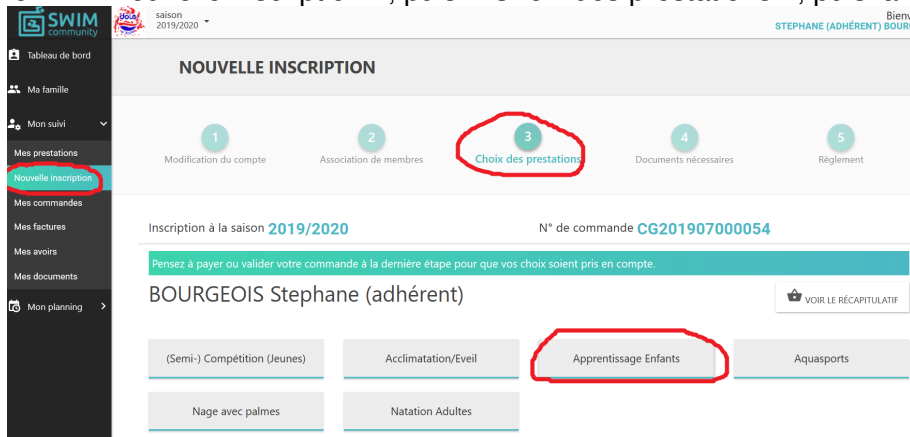 SWIM
community
saison
2019/2020
STEPHANE (ADHÉRENT)
Tableau de bord
Ma famille
Mon suivi
Mes prestations
Nouvelle inscription
Mes commandes
Mes factures
Mes avoirs
Mes documents
Mon planning
NOUVELLE INSCRIPTION
1
Modification du compte
2
Association de membres
3
Choix des prestations
4
Documents nécessaires
5
Règlement
Inscription à la saison 2019/2020
N° de commande CG201907000054
Pensez à payer ou valider votre commande à la dernière étape pour que vos choix soient pris en compte.
BOURGEOIS Stephane (adhérent)
VOIR LE RÉCAPITULATIF
(Semi-) Compétition (Jeunes)
Acclimatation/Eveil
Apprentissage Enfants
Aquasports
Nage avec palmes
Natation Adultes